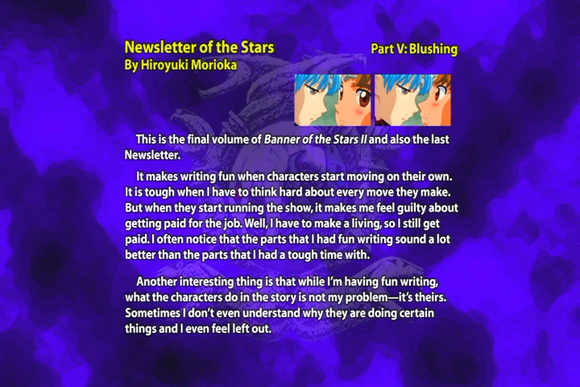 Newsletter of the Stars
Part V: Blushing
By Hiroyuki Morioka
This is the final volume of Banner of the Stars II and also the last
Newsletter.
It makes writing fun when characters start moving on their own.
It is tough when I have to think hard about every move they make.
But when they start running the show, it makes me feel guilty about
getting paid for the job. Well, I have to make a living, so I still get
paid. I often notice that the parts that I had fun writing sound a lot
better than the parts that I had a tough time with.
Another interesting thing is that while I'm having fun writing,
what the characters do in the story is not my problem—it's theirs.
Sometimes I don't even understand why they are doing certain
things and I even feel left out.